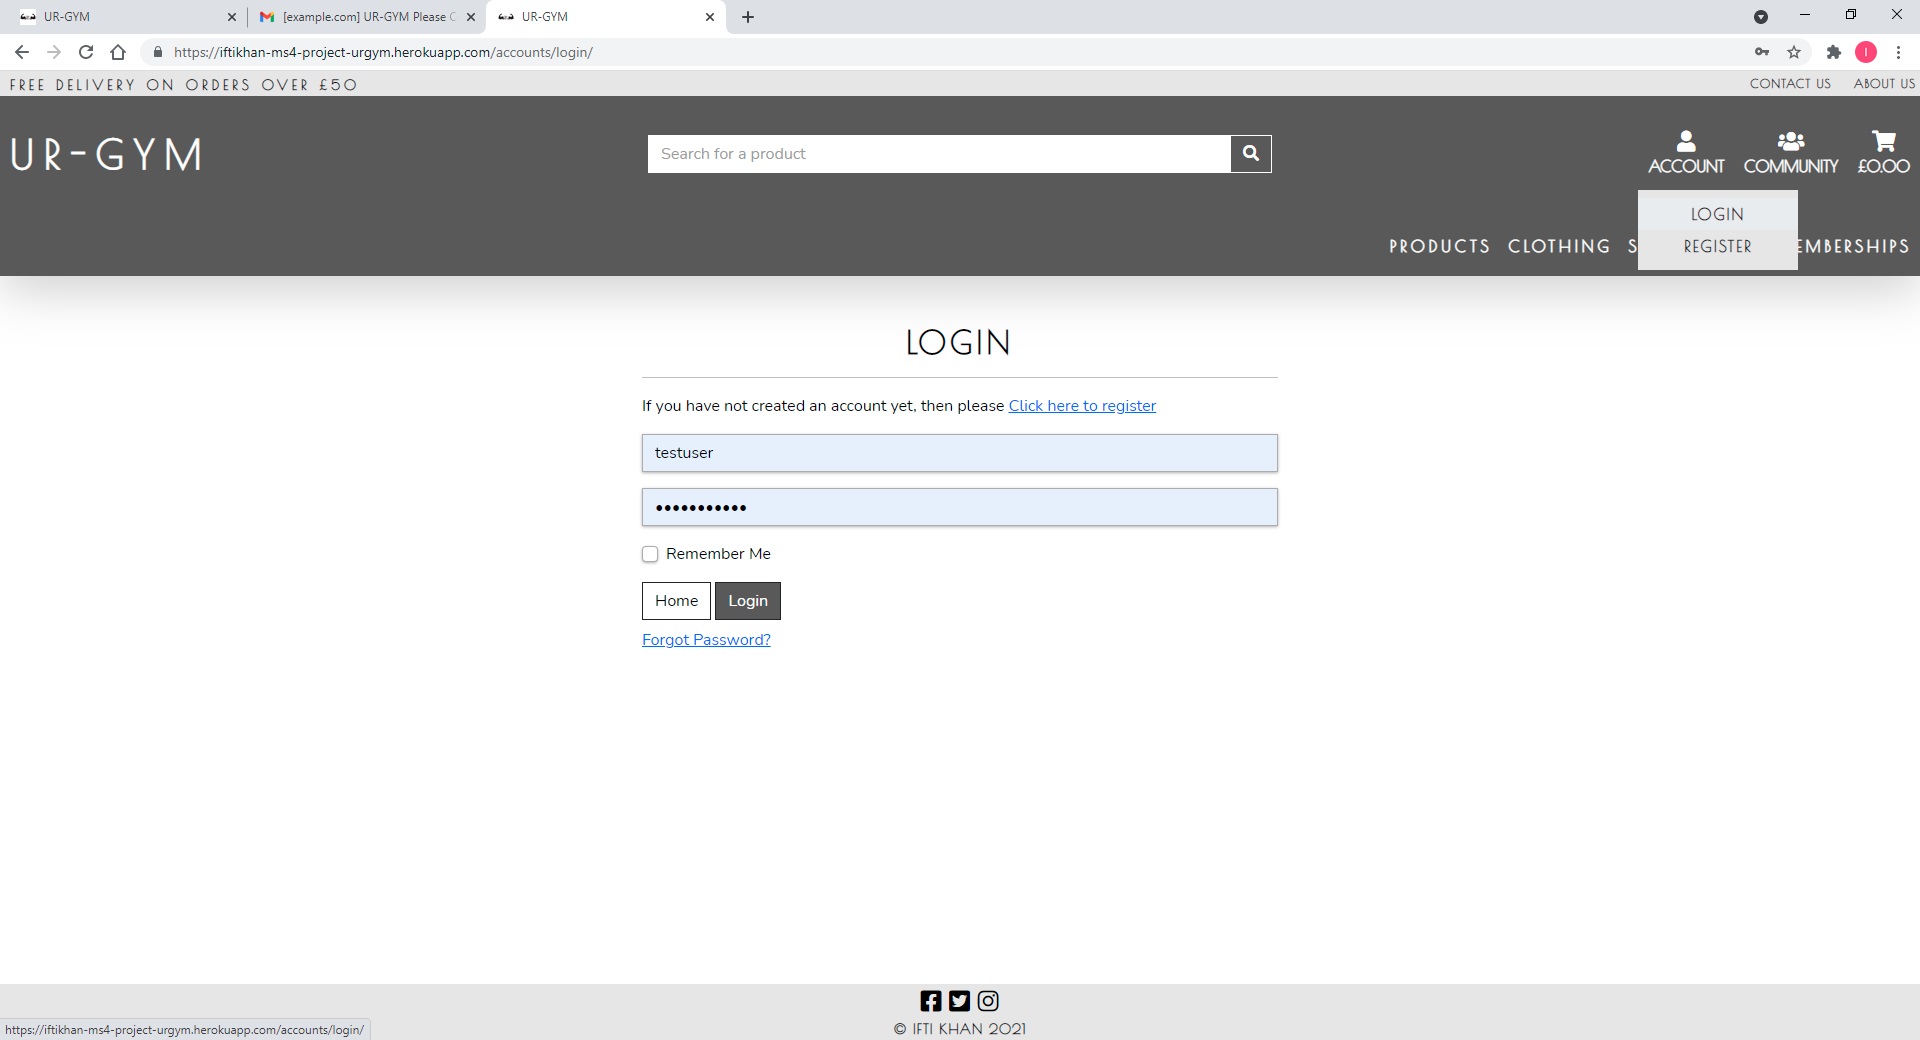 UR-GYM
[example.com] UR-GYM Please C
UR-GYM
https://iftikhan-ms4-project-urgym.herokuapp.com/accounts/login/
I
FREE DELIVERY ON ORDERS OVER £50
CONTACT US
ABOUT US
UR-GYM
Search for a product
ACCOUNT
COMMUNITY
£0.00
LOGIN
REGISTER
PRODUCTS
CLOTHING
S
EMBERSHIPS
LOGIN
If you have not created an account yet, then please Click here to register
testuser
•••••••••••
Remember Me
Home
Login
Forgot Password?
© IFTI KHAN 2021
https://iftikhan-ms4-project-urgym.herokuapp.com/accounts/login/